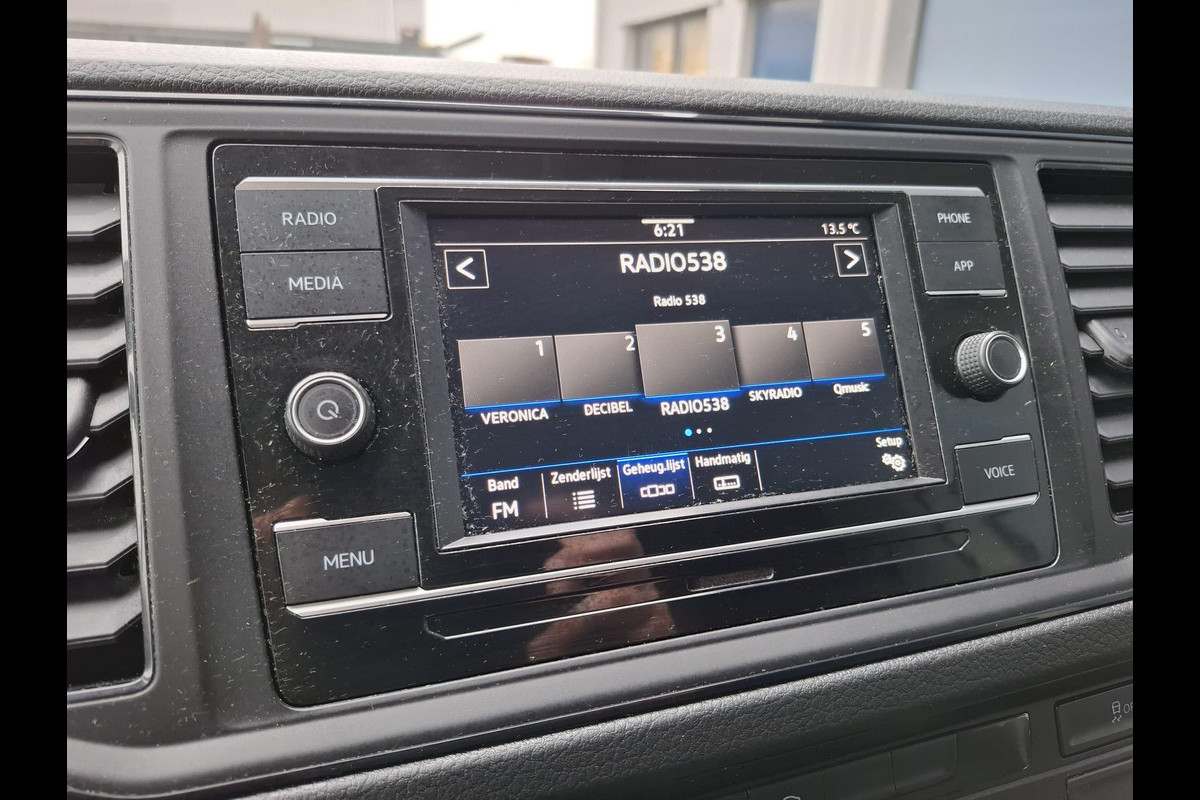 RADIO
MEDIA
MENU
6:21
13.5 °C
<
RADIO538
>
Radio 538
1
2
3
4
5
VERONICA
DECIBEL
RADIO538
SKYRADIO
Qmusic
Band
FM
Zenderlijst
Geheug.lijst
Handmatig
Setup
PHONE
APP
VOICE